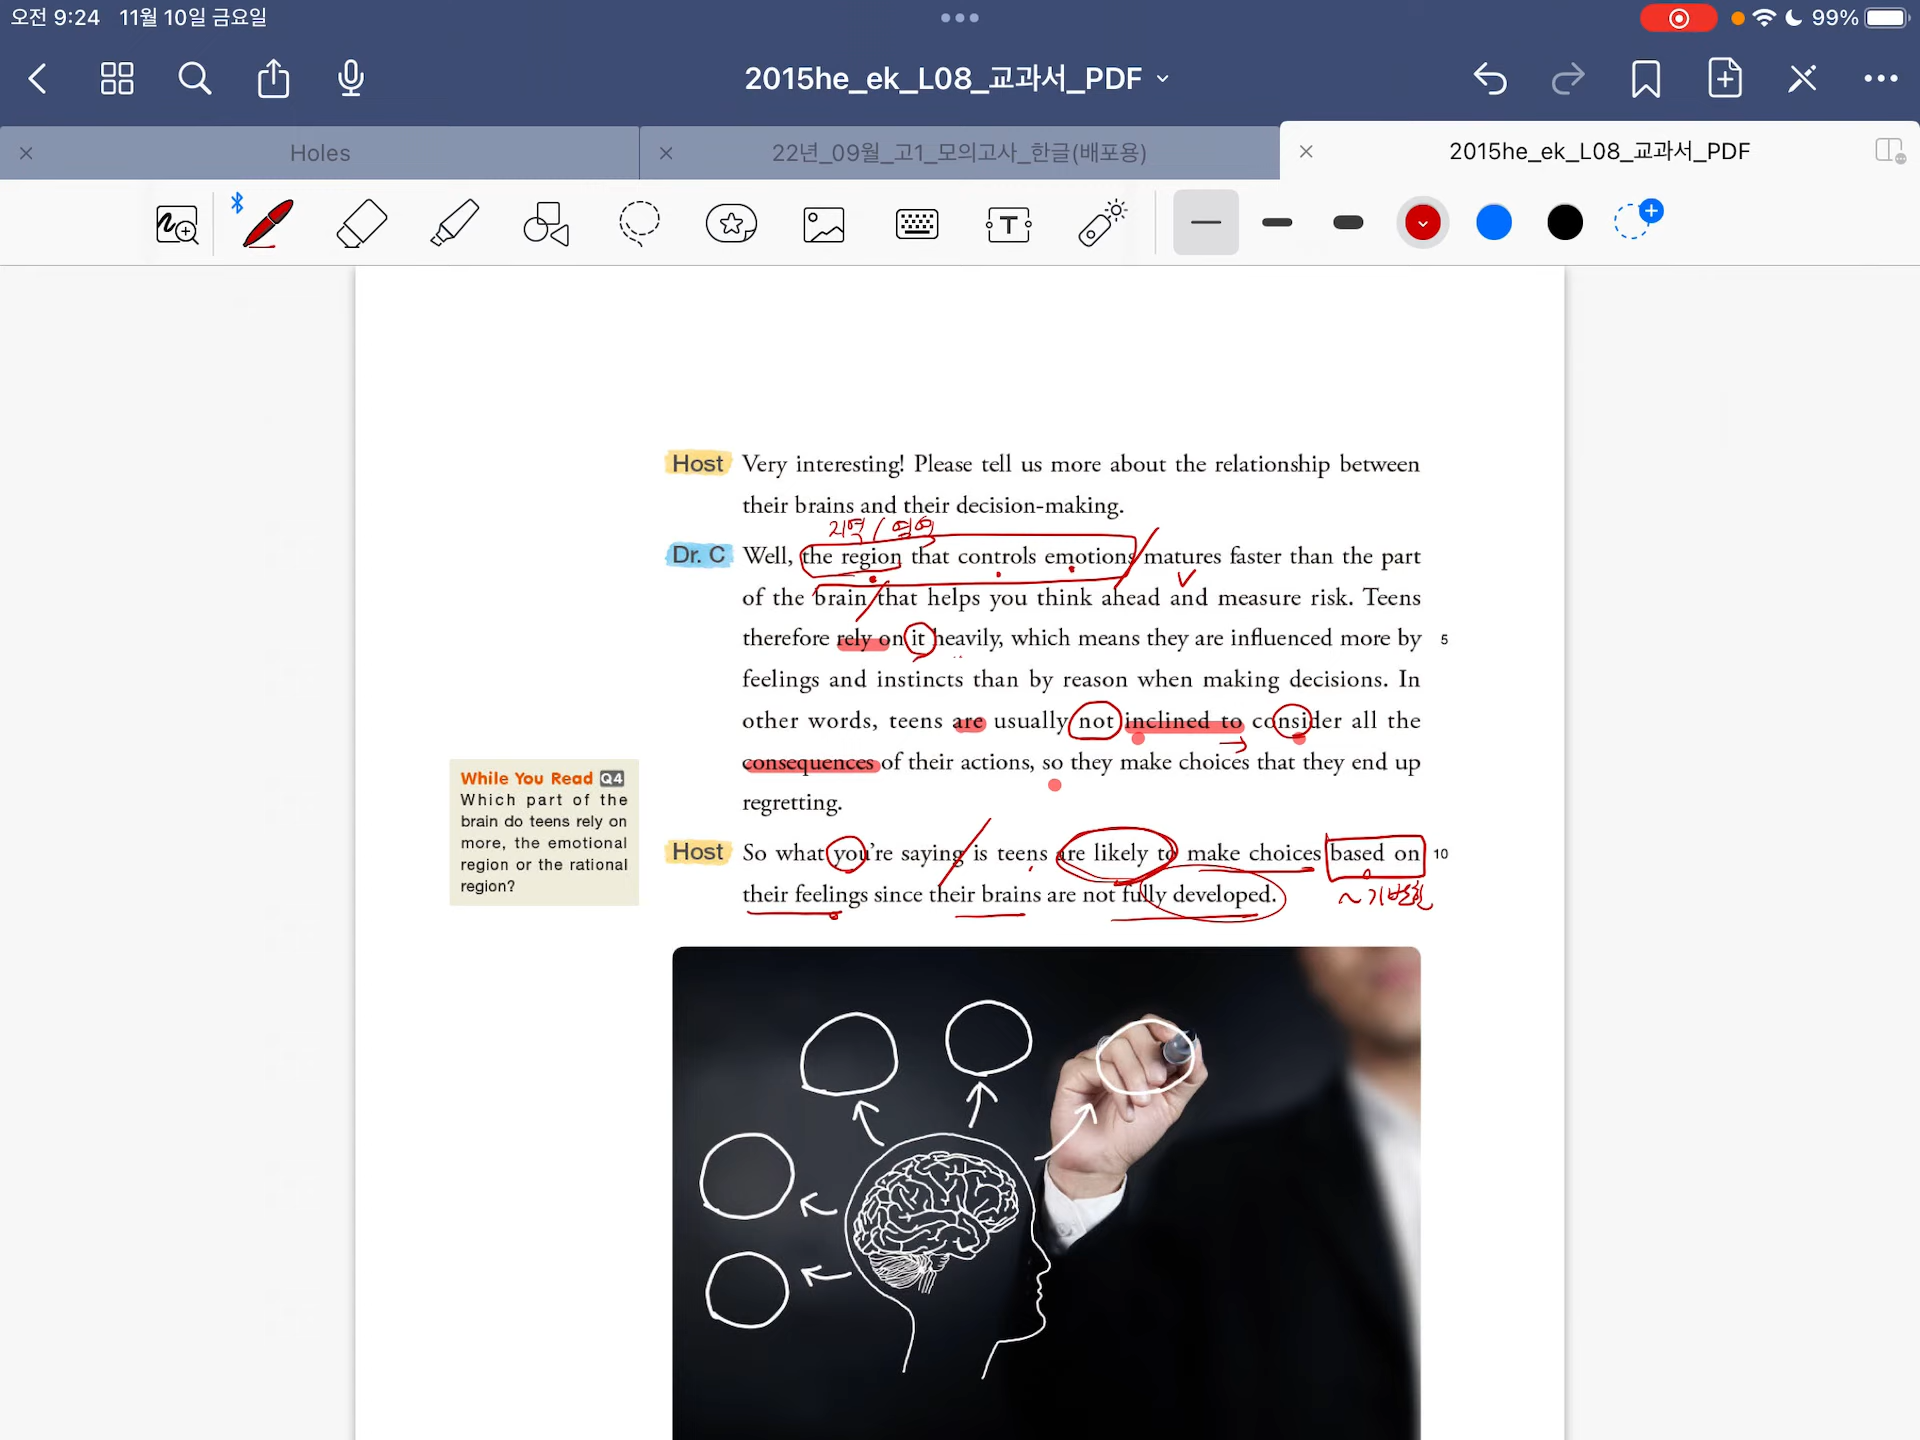 오전 9:24 11월 10일 금요일
99%
2015he_ek_L08_교과서_PDF
Holes
22년_09월_고1_모의고사_한글(배포용)
2015he_ek_L08_교과서_PDF
Host Very interesting! Please tell us more about the relationship between
their brains and their decision-making.
지역 / 영역
Dr. C Well, the region that controls emotions matures faster than the part
of the brain that helps you think ahead and measure risk. Teens
therefore rely on it heavily, which means they are influenced more by 5
feelings and instincts than by reason when making decisions. In
other words, teens are usually not inclined to consider all the
consequences of their actions, so they make choices that they end up
regretting.
While You Read Q4
Which part of the
brain do teens rely on
more, the emotional
region or the rational
region?
Host So what you're saying is teens are likely to make choices based on 10
their feelings since their brains are not fully developed.
~기반한